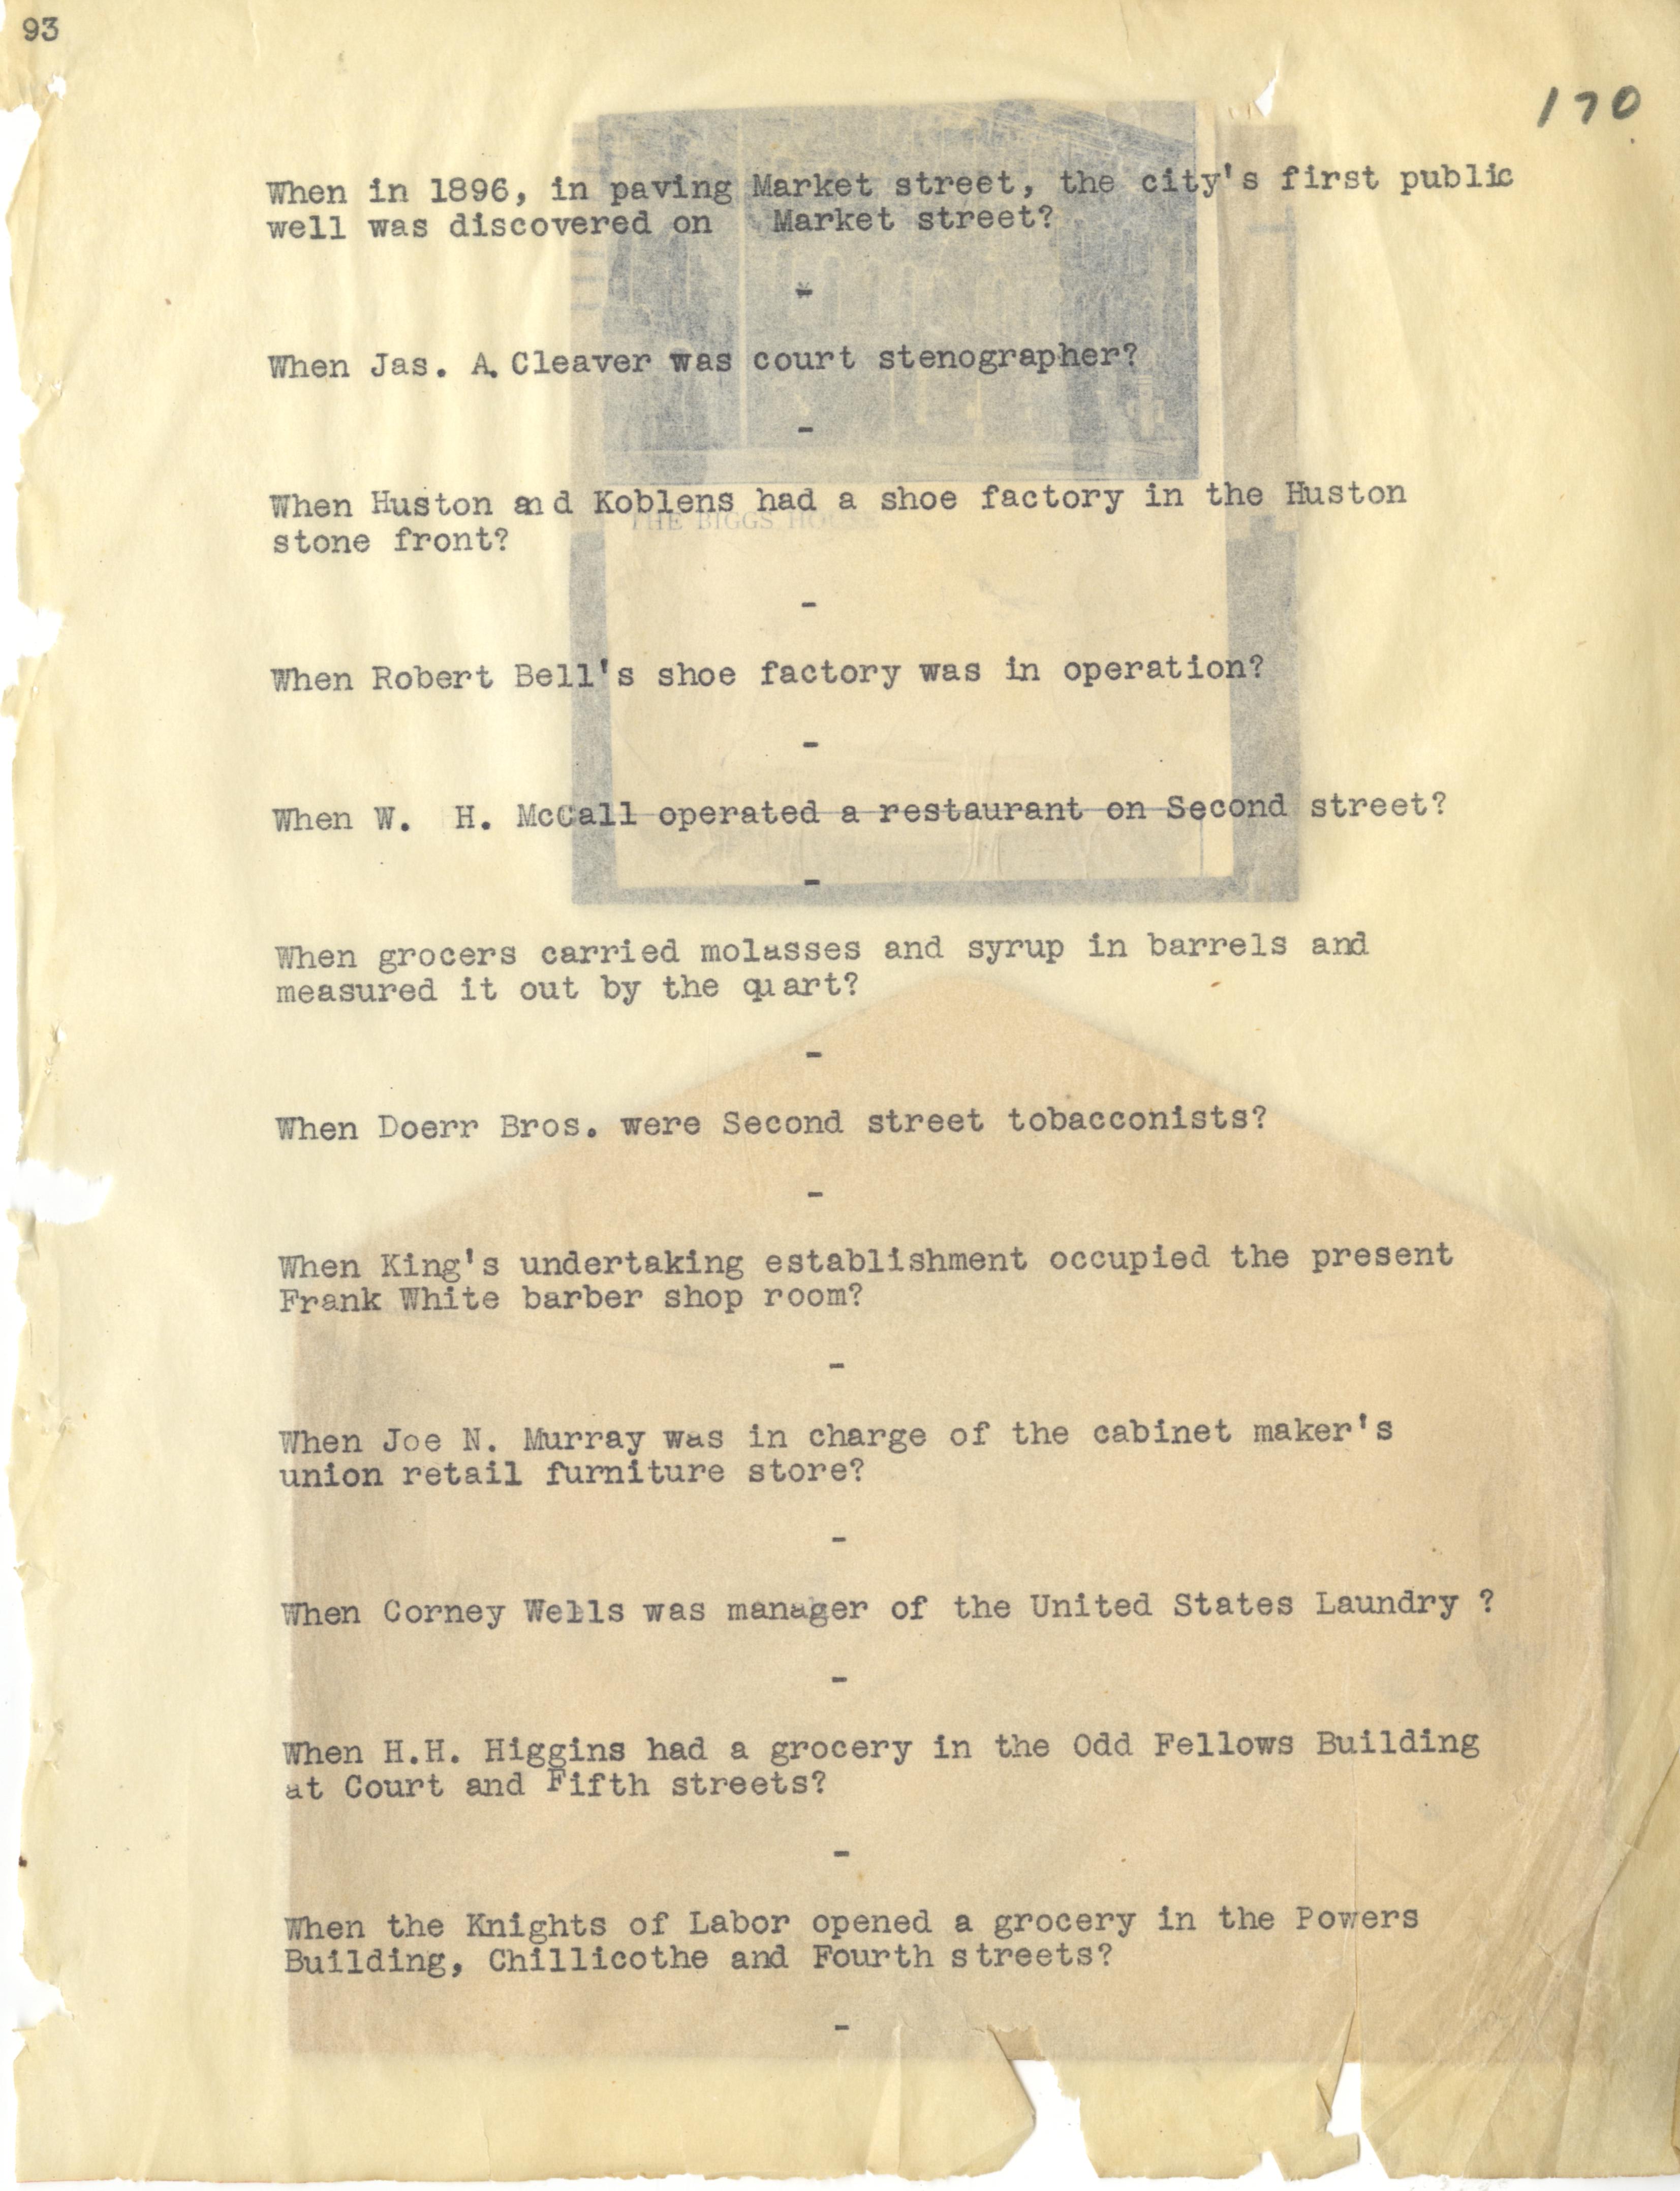 93
170
When in 1896, in paving Market street, the city's first public
well was discovered on Market street?
-
When Jas. A. Cleaver was court stenographer?
-
When Huston and Koblens had a shoe factory in the Huston
stone front?
THE BIGGS HOUSE
-
When Robert Bell's shoe factory was in operation?
-
When W. H. McCall operated a restaurant on Second street?
-
When grocers carried molasses and syrup in barrels and
measured it out by the quart?
-
When Doerr Bros. were Second street tobacconists?
-
When King's undertaking establishment occupied the present
Frank White barber shop room?
-
When Joe N. Murray was in charge of the cabinet maker's
union retail furniture store?
-
When Corney Wells was manager of the United States Laundry ?
-
When H.H. Higgins had a grocery in the Odd Fellows Building
at Court and Fifth streets?
-
When the Knights of Labor opened a grocery in the Powers
Building, Chillicothe and Fourth streets?
-